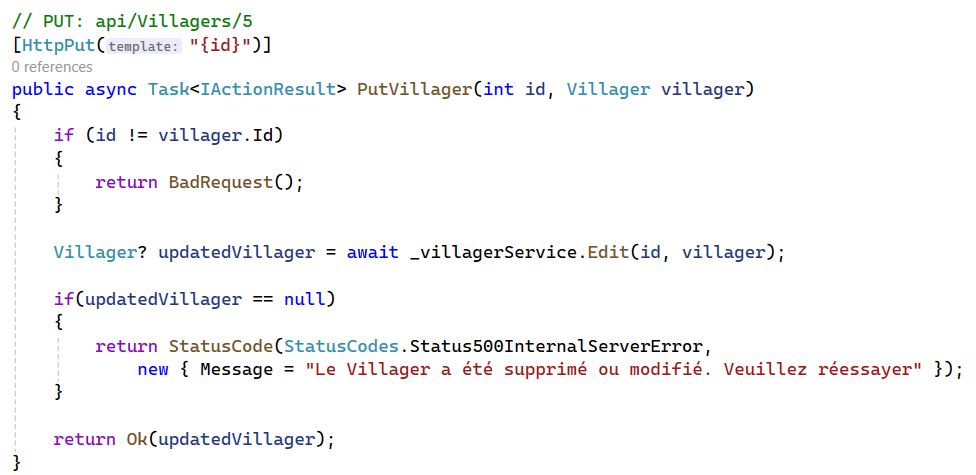 // PUT: api/Villagers/5
[HttpPut(template: "{id}")]
0 references
public async Task<IActionResult> PutVillager(int id, Villager villager)
{
    if (id != villager.Id)
    {
        return BadRequest();
    }
    Villager? updatedVillager = await _villagerService.Edit(id, villager);
    if(updatedVillager == null)
    {
        return StatusCode(StatusCodes.Status500InternalServerError,
            new { Message = "Le Villager a été supprimé ou modifié. Veuillez réessayer" });
    }
    return Ok(updatedVillager);
}